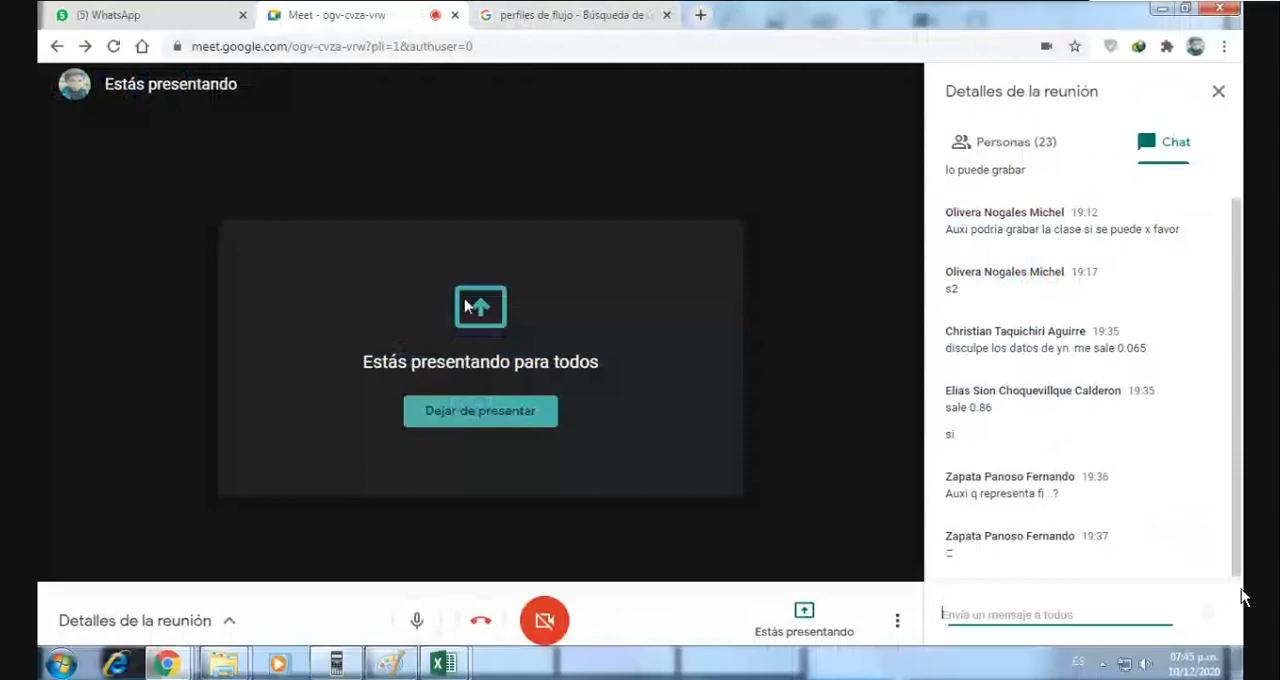 (5) WhatsApp
Meet - ogv-cvza-vrw
perfiles de flujo - Búsqueda de
meet.google.com/ogv-cvza-vrw?pli=1&authuser=0
Estás presentando
Estás presentando para todos
Dejar de presentar
Detalles de la reunión
Personas (23)
Chat
lo puede grabar
Olivera Nogales Michel 19:12
Auxi podria grabar la clase si se puede x favor
Olivera Nogales Michel 19:17
s2
Christian Taquichiri Aguirre 19:35
disculpe los datos de yn me sale 0.065
Elias Sion Choquevillque Calderon 19:35
sale 0.86
si
Zapata Panoso Fernando 19:36
Auxi q representa fi ..?
Zapata Panoso Fernando 19:37
Envía un mensaje a todos
Detalles de la reunión
Estás presentando
ES
07:45 p.m.
10/12/2020